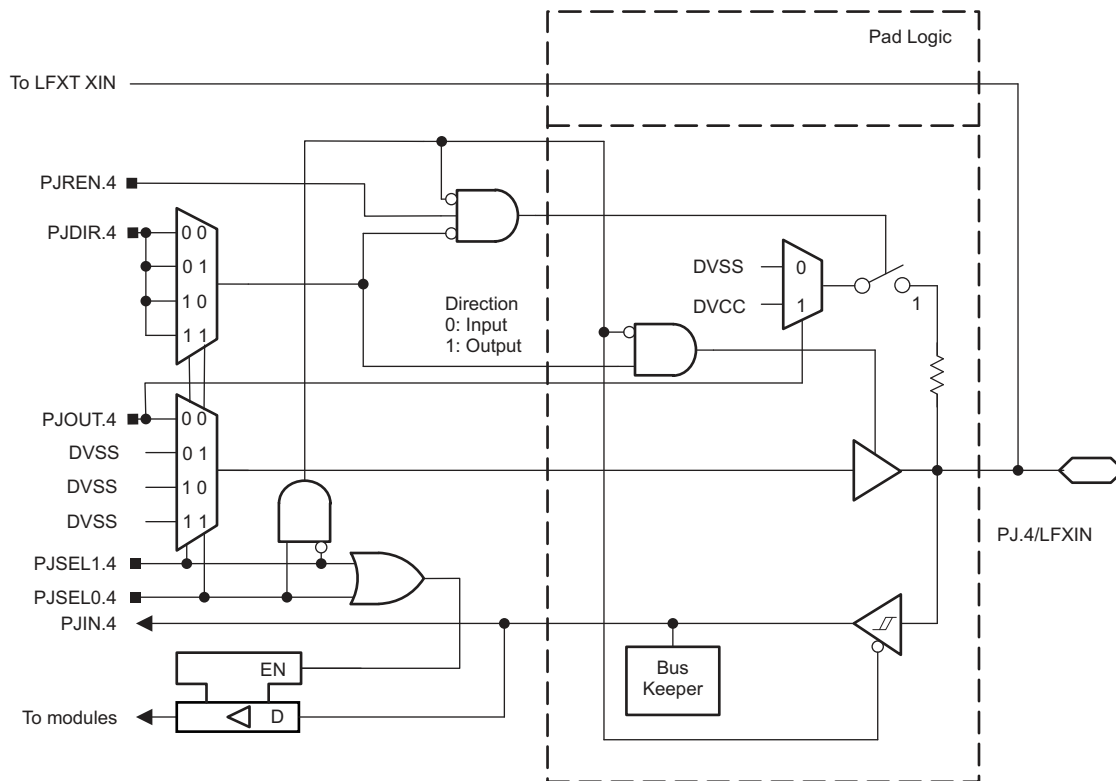 Pad Logic
To LFXT XIN
PJREN.4
PJDIR.4
0 0
0 1
1 0
1 1
Direction
0: Input
1: Output
DVSS
0
DVCC
1
1
PJOUT.4
0 0
DVSS
0 1
DVSS
1 0
DVSS
1 1
PJ.4/LFXIN
PJSEL1.4
PJSEL0.4
PJIN.4
EN
Bus
Keeper
To modules
D